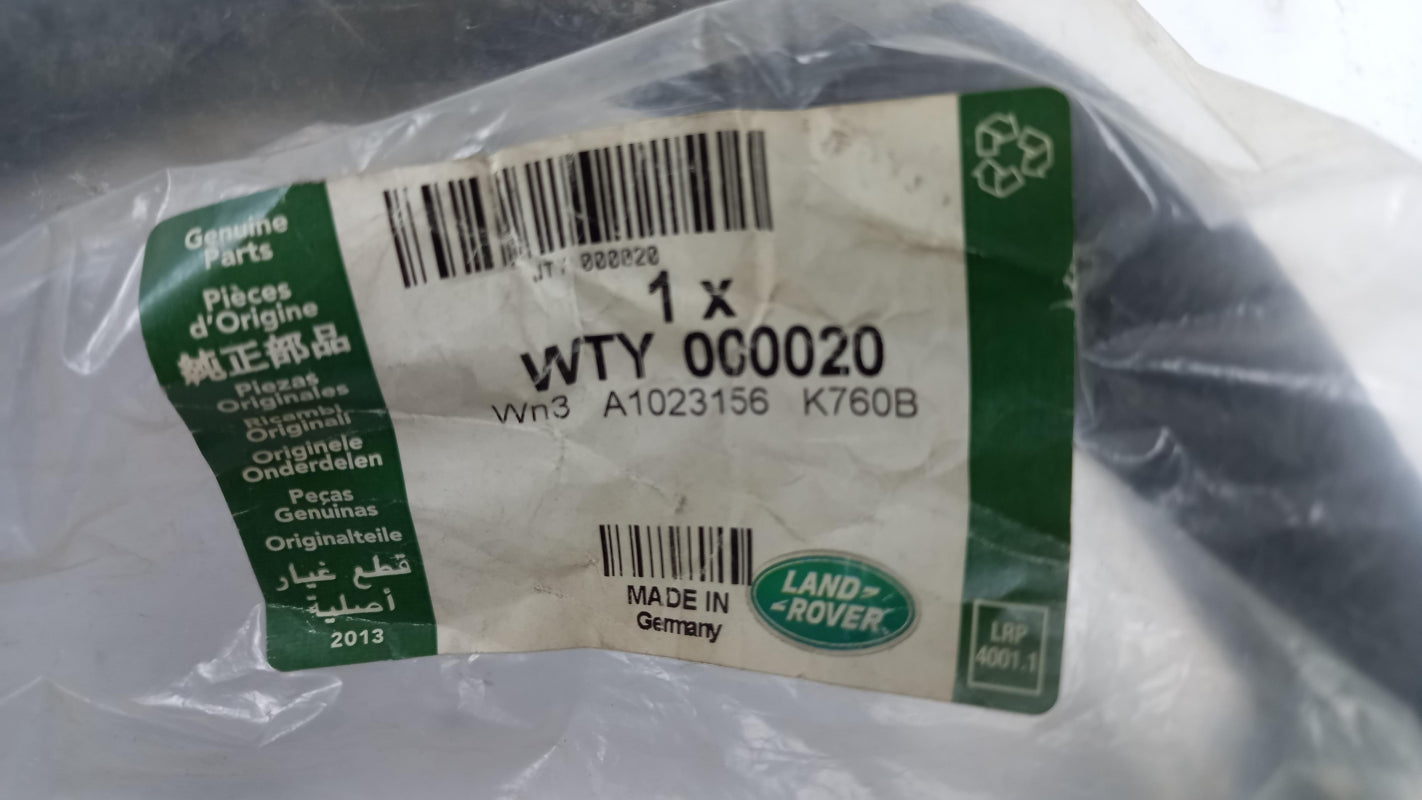 Genuine
Parts
Pièces
d'Origine
純正部品
Piezas
Originales
Ricambi
Originali
Originele
Onderdelen
Peças
Genuinas
Originalteile
قطع غيار
أصلية
2013
WTY 000020
1 x
WTY 000020
Wn3 A1023156 K760B
MADE IN
Germany
LAND-
-ROVER
LRP
4001.1